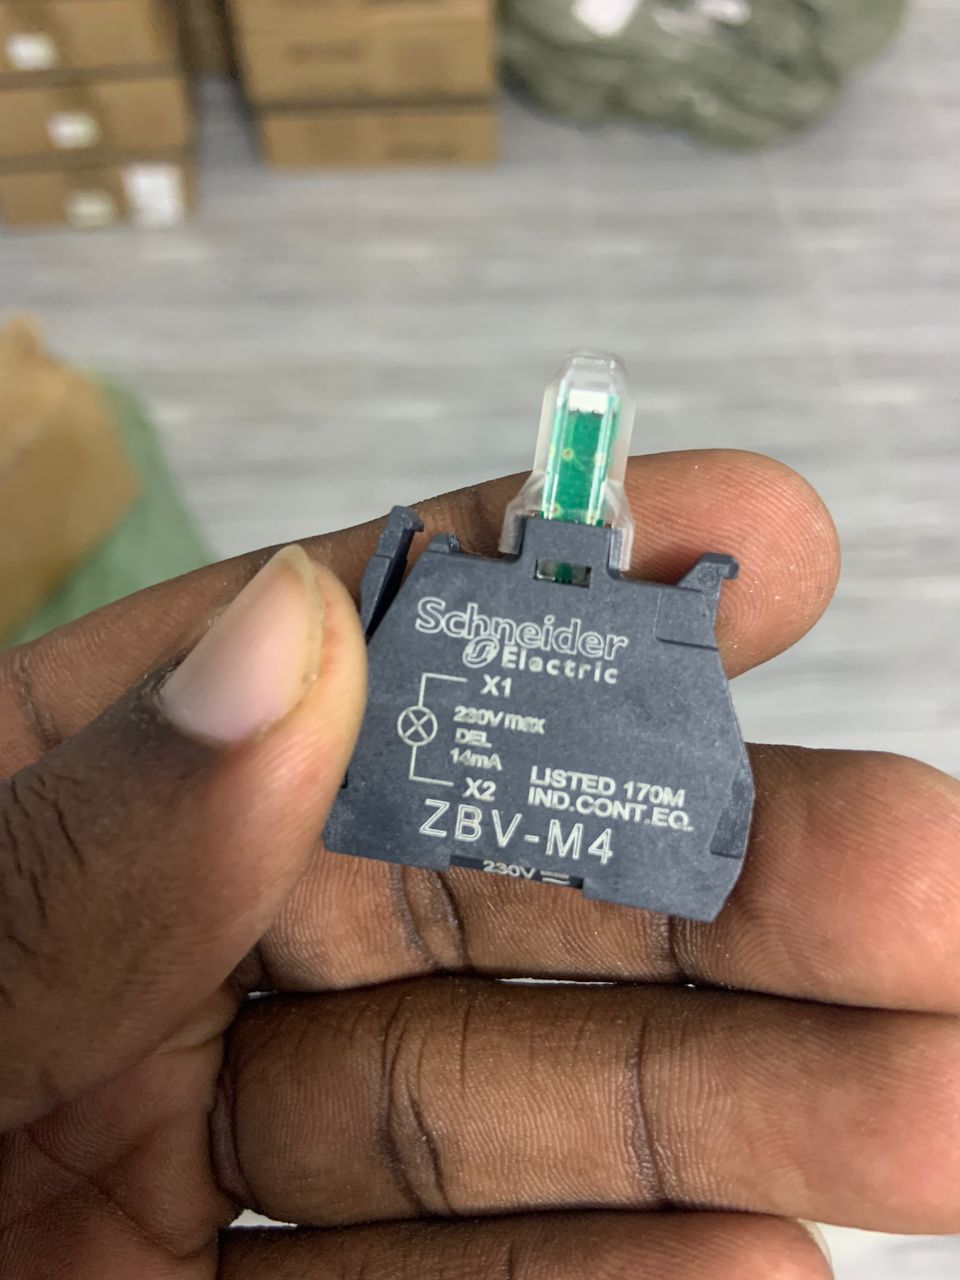 Schneider
Electric
X1
230V max
DEL
14mA
X2
LISTED 170M
IND.CONT.EQ.
ZBV-M4
230V